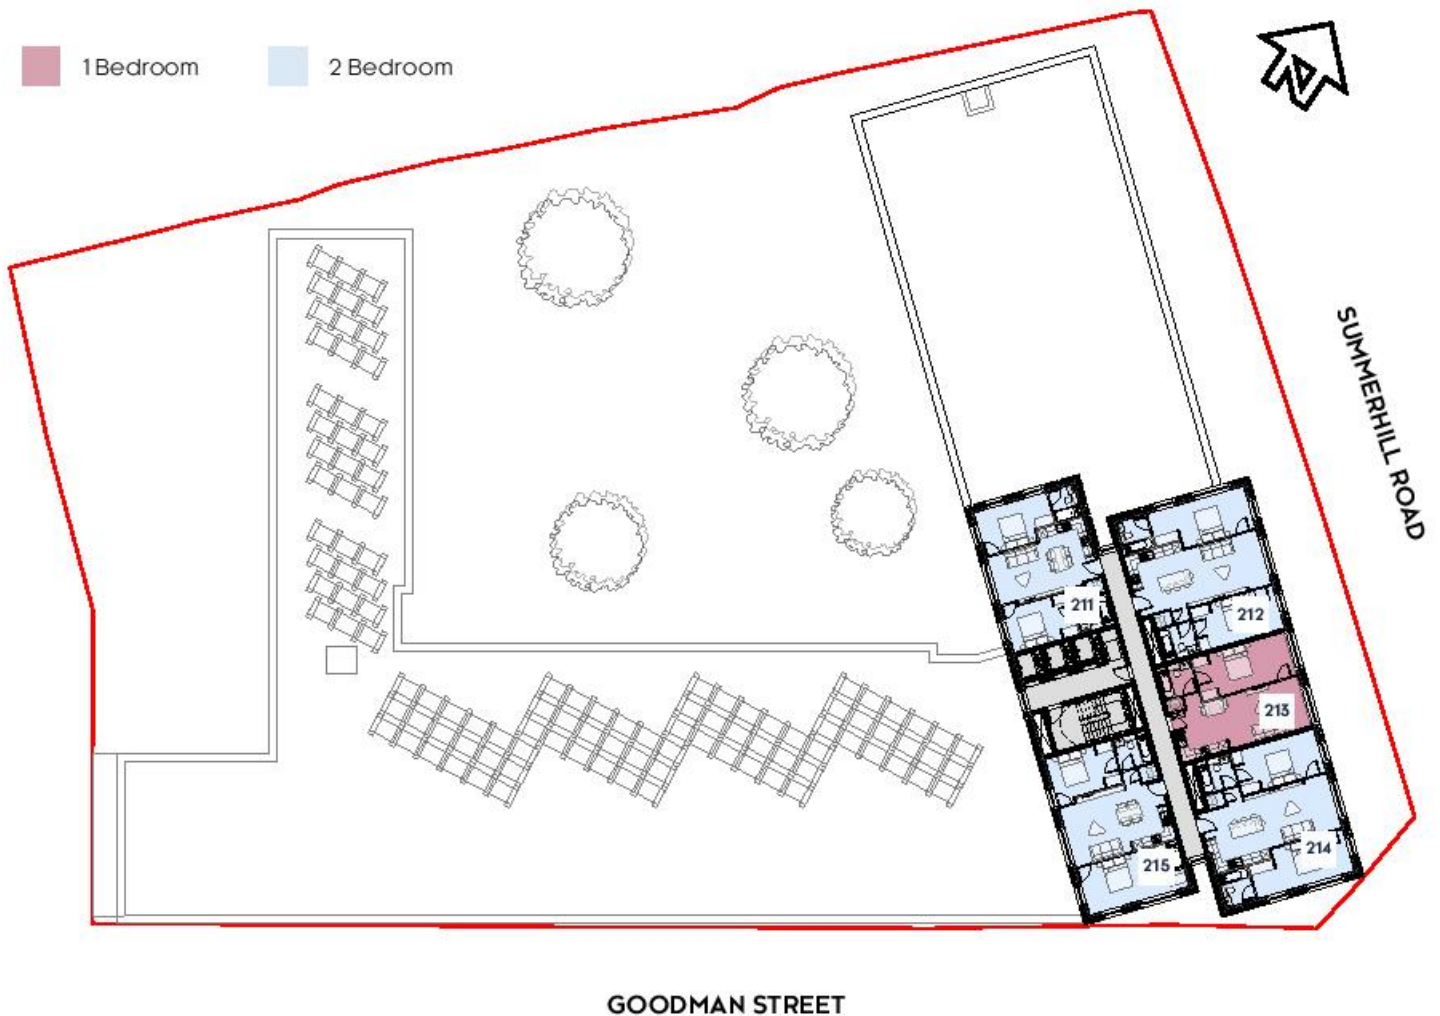 1 Bedroom
2 Bedroom
N
SUMMERHILL ROAD
211
212
213
214
215
GOODMAN STREET